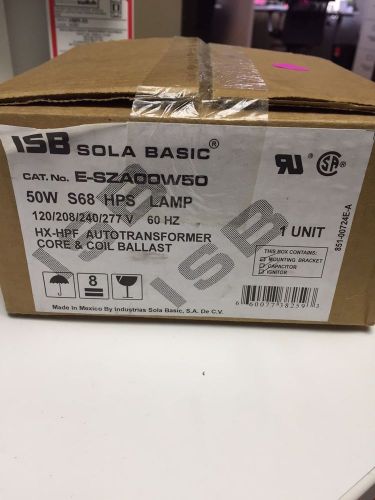 ISB SOLA BASIC®
CAT. No. E-SZA00W50
50W S68 HPS LAMP
120/208/240/277 V 60 HZ
HX-HPF AUTOTRANSFORMER
CORE & COIL BALLAST
1 UNIT
THIS BOX CONTAINS:
MOUNTING BRACKET
CAPACITOR
IGNITOR
851-00724E-A
ISB
ISB
8
Made in Mexico By Industrias Sola Basic, S.A. De C.V.